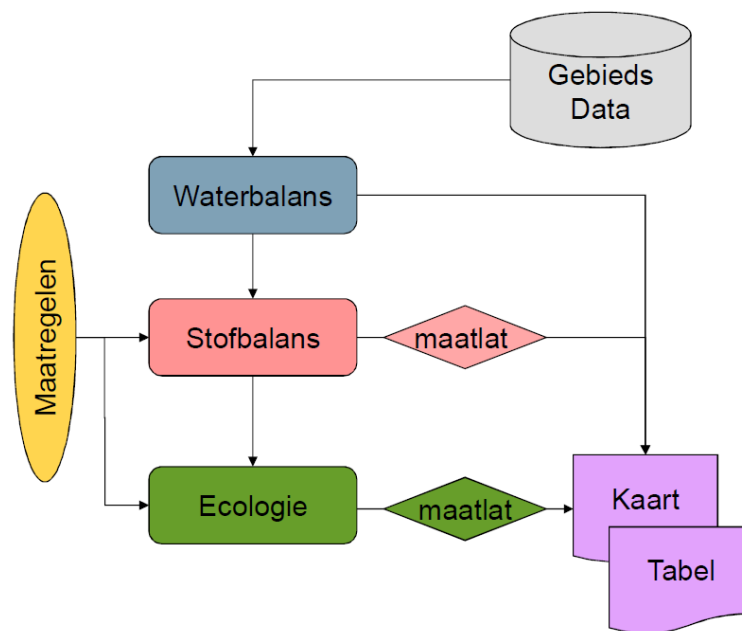 Gebieds
Data
Waterbalans
Maatregelen
Stofbalans
maatlat
Ecologie
maatlat
Kaart
Tabel